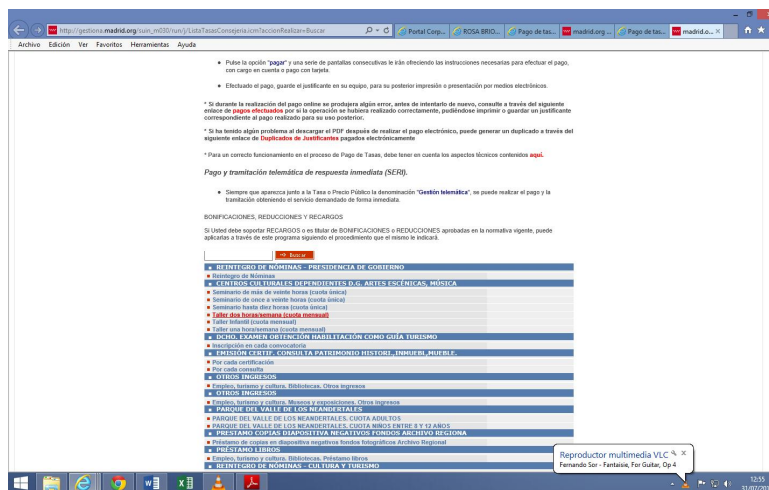 http://gestiona.madrid.org/suin_m030/run/j/ListaTasasConsejeria.icm?accionRealizar=Buscar
Portal Corp...
ROSA BRIO...
Pago de tas...
madrid.org ...
Pago de tas...
madrid.o...
Archivo Edición Ver Favoritos Herramientas Ayuda
Pulse la opción "pagar" y una serie de pantallas consecutivas le irán ofreciendo las instrucciones necesarias para efectuar el pago,
con cargo en cuenta o pago con tarjeta.
Efectuado el pago, guarde el justificante en su equipo, para su posterior impresión o presentación por medios electrónicos.
* Si durante la realización del pago online se produjera algún error, antes de intentarlo de nuevo, consulte a través del siguiente
enlace de pagos efectuados por si la operación se hubiera realizado correctamente, pudiéndose imprimir o guardar un justificante
correspondiente al pago realizado para su uso posterior.
* Si ha tenido algún problema al descargar el PDF después de realizar el pago electrónico, puede generar un duplicado a través del
siguiente enlace de Duplicados de Justificantes pagados electrónicamente
* Para un correcto funcionamiento en el proceso de Pago de Tasas, debe tener en cuenta los aspectos técnicos contenidos aquí.
Pago y tramitación telemática de respuesta inmediata (SERI).
Siempre que aparezca junto a la Tasa o Precio Público la denominación "Gestión telemática", se puede realizar el pago y la
tramitación obteniendo el servicio demandado de forma inmediata.
BONIFICACIONES, REDUCCIONES Y RECARGOS
Si Usted debe soportar RECARGOS o es titular de BONIFICACIONES o REDUCCIONES aprobadas en la normativa vigente, puede
aplicarlas a través de este programa siguiendo el procedimiento que el mismo le indicará.
Buscar
REINTEGRO DE NÓMINAS - PRESIDENCIA DE GOBIERNO
Reintegro de Nóminas
CENTROS CULTURALES DEPENDIENTES D.G. ARTES ESCÉNICAS, MÚSICA
Seminario de más de veinte horas (cuota única)
Seminario de once a veinte horas (cuota única)
Seminario hasta diez horas (cuota única)
Taller dos horas/semana (cuota mensual)
Taller Infantil (cuota mensual)
Taller una hora/semana (cuota mensual)
DCHO. EXAMEN OBTENCIÓN HABILITACIÓN COMO GUÍA TURISMO
Inscripción en cada convocatoria
EMISIÓN CERTIF. CONSULTA PATRIMONIO HISTORI.,INMUEBL,MUEBLE.
Por cada certificación
Por cada consulta
OTROS INGRESOS
Empleo, turismo y cultura. Bibliotecas. Otros ingresos
OTROS INGRESOS
Empleo, turismo y cultura. Museos y exposiciones. Otros ingresos
PARQUE DEL VALLE DE LOS NEANDERTALES
PARQUE DEL VALLE DE LOS NEANDERTALES. CUOTA ADULTOS
PARQUE DEL VALLE DE LOS NEANDERTALES. CUOTA NIÑOS ENTRE 8 Y 12 AÑOS
PRESTAMO COPIAS DIAPOSITIVA NEGATIVOS FONDOS ARCHIVO REGIONA
Préstamo de copias en diapositiva negativos fondos fotográficos Archivo Regional
PRÉSTAMO LIBROS
Empleo, turismo y cultura. Bibliotecas. Préstamo libros
REINTEGRO DE NÓMINAS - CULTURA Y TURISMO
Reproductor multimedia VLC
Fernando Sor - Fantaisie, For Guitar, Op 4
12:55